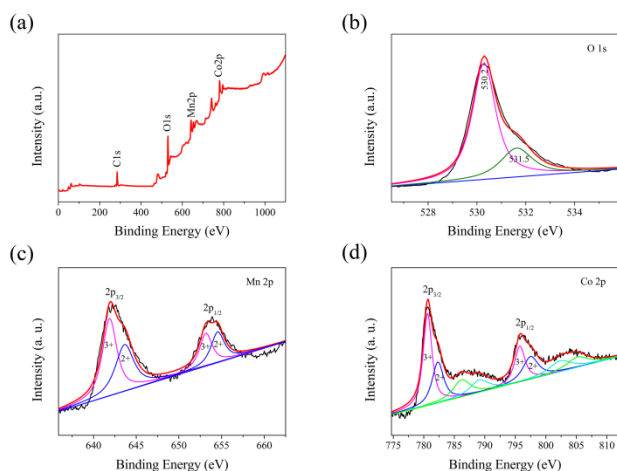 (a)
Intensity (a.u.)
C1s
O1s
Mn2p
Co2p
0 200 400 600 800 1000
Binding Energy (eV)
(b)
O 1s
Intensity (a.u.)
530.2
531.5
528 530 532 534
Binding Energy (eV)
(c)
Mn 2p
Intensity (a.u.)
2p3/2
2p1/2
3+ 2+ 3+ 2+
640 645 650 655 660
Binding Energy (eV)
(d)
Co 2p
Intensity (a. u.)
2p3/2
2p1/2
3+ 2+ 3+ 2+
775 780 785 790 795 800 805 810
Binding Energy (eV)